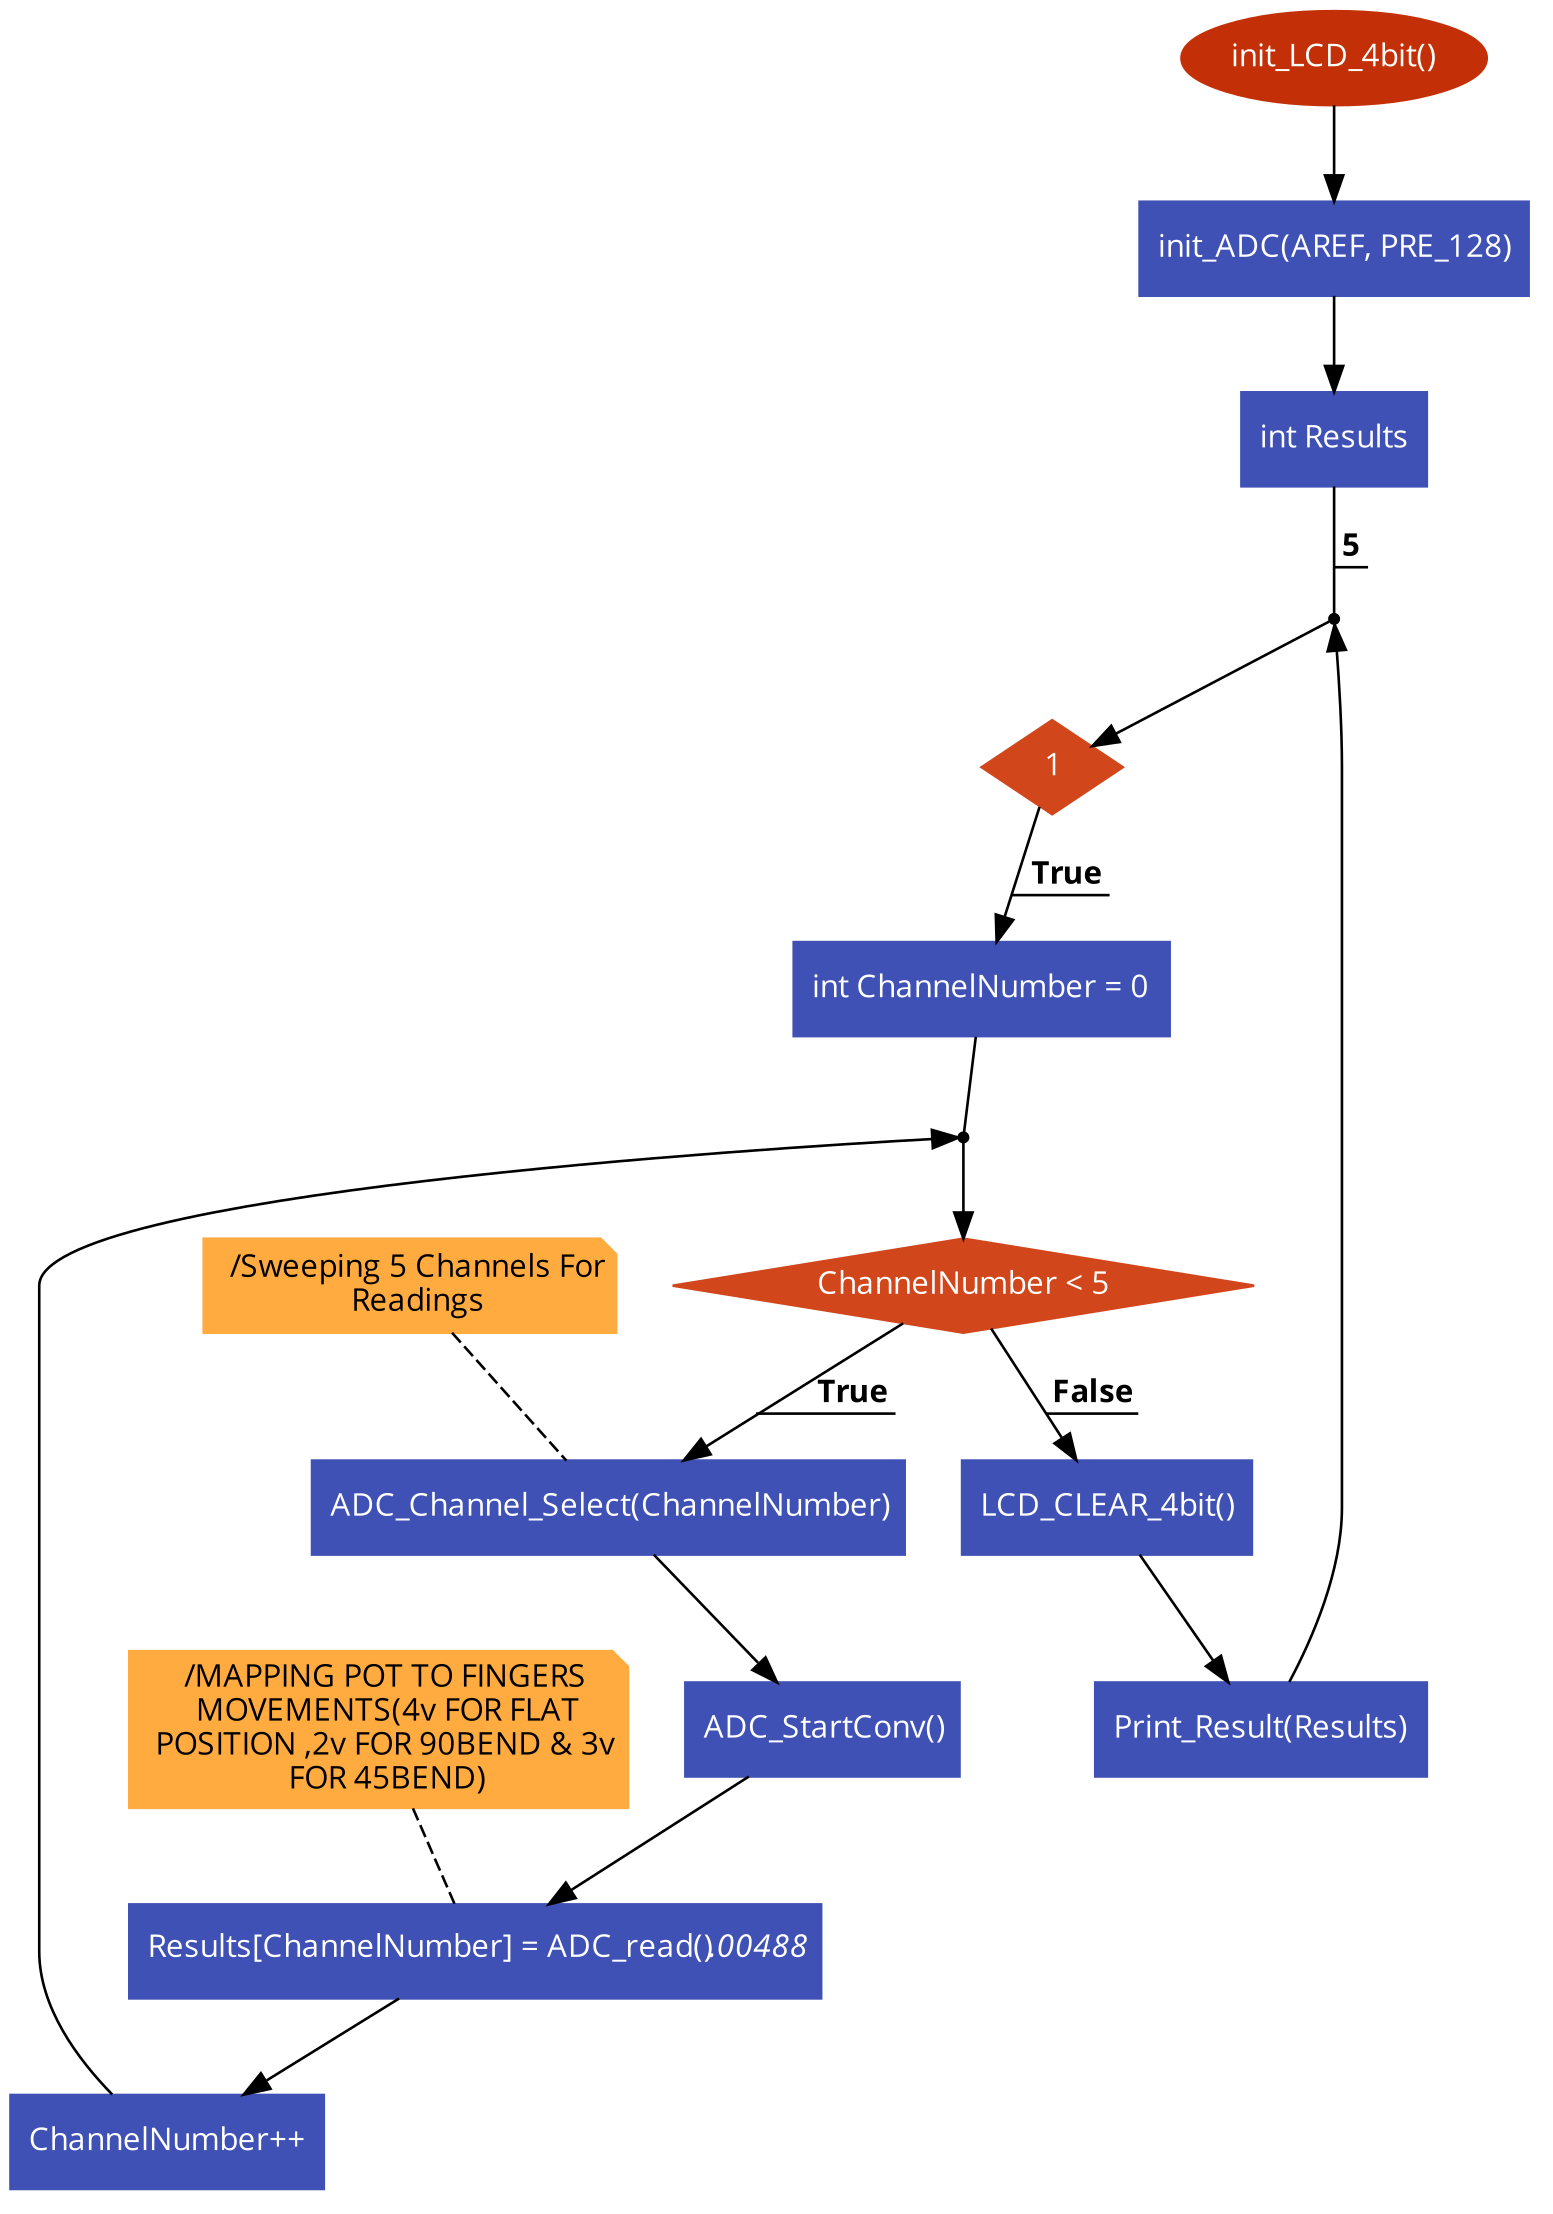 init_LCD_4bit()
init_ADC(AREF, PRE_128)
int Results
5
1
True
int ChannelNumber = 0
/Sweeping 5 Channels For
Readings
ChannelNumber < 5
True
False
ADC_Channel_Select(ChannelNumber)
LCD_CLEAR_4bit()
/MAPPING POT TO FINGERS
MOVEMENTS(4v FOR FLAT
POSITION ,2v FOR 90BEND & 3v
FOR 45BEND)
ADC_StartConv()
Print_Result(Results)
Results[ChannelNumber] = ADC_read().00488
ChannelNumber++